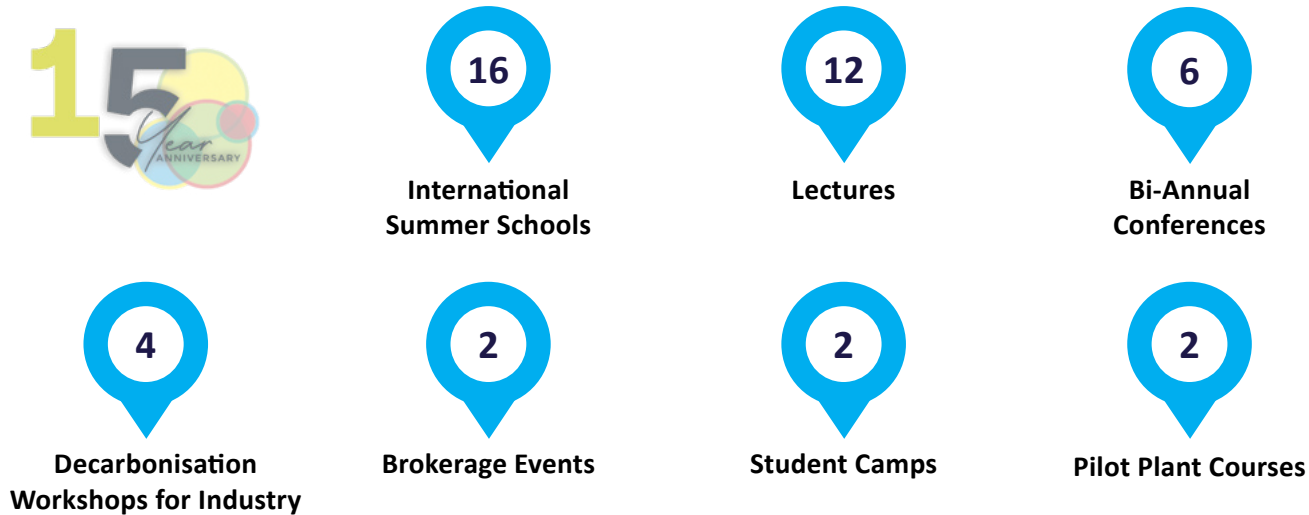 15
Year
ANNIVERSARY
16
International
Summer Schools
12
Lectures
6
Bi-Annual
Conferences
4
Decarbonisation
Workshops for Industry
2
Brokerage Events
2
Student Camps
2
Pilot Plant Courses